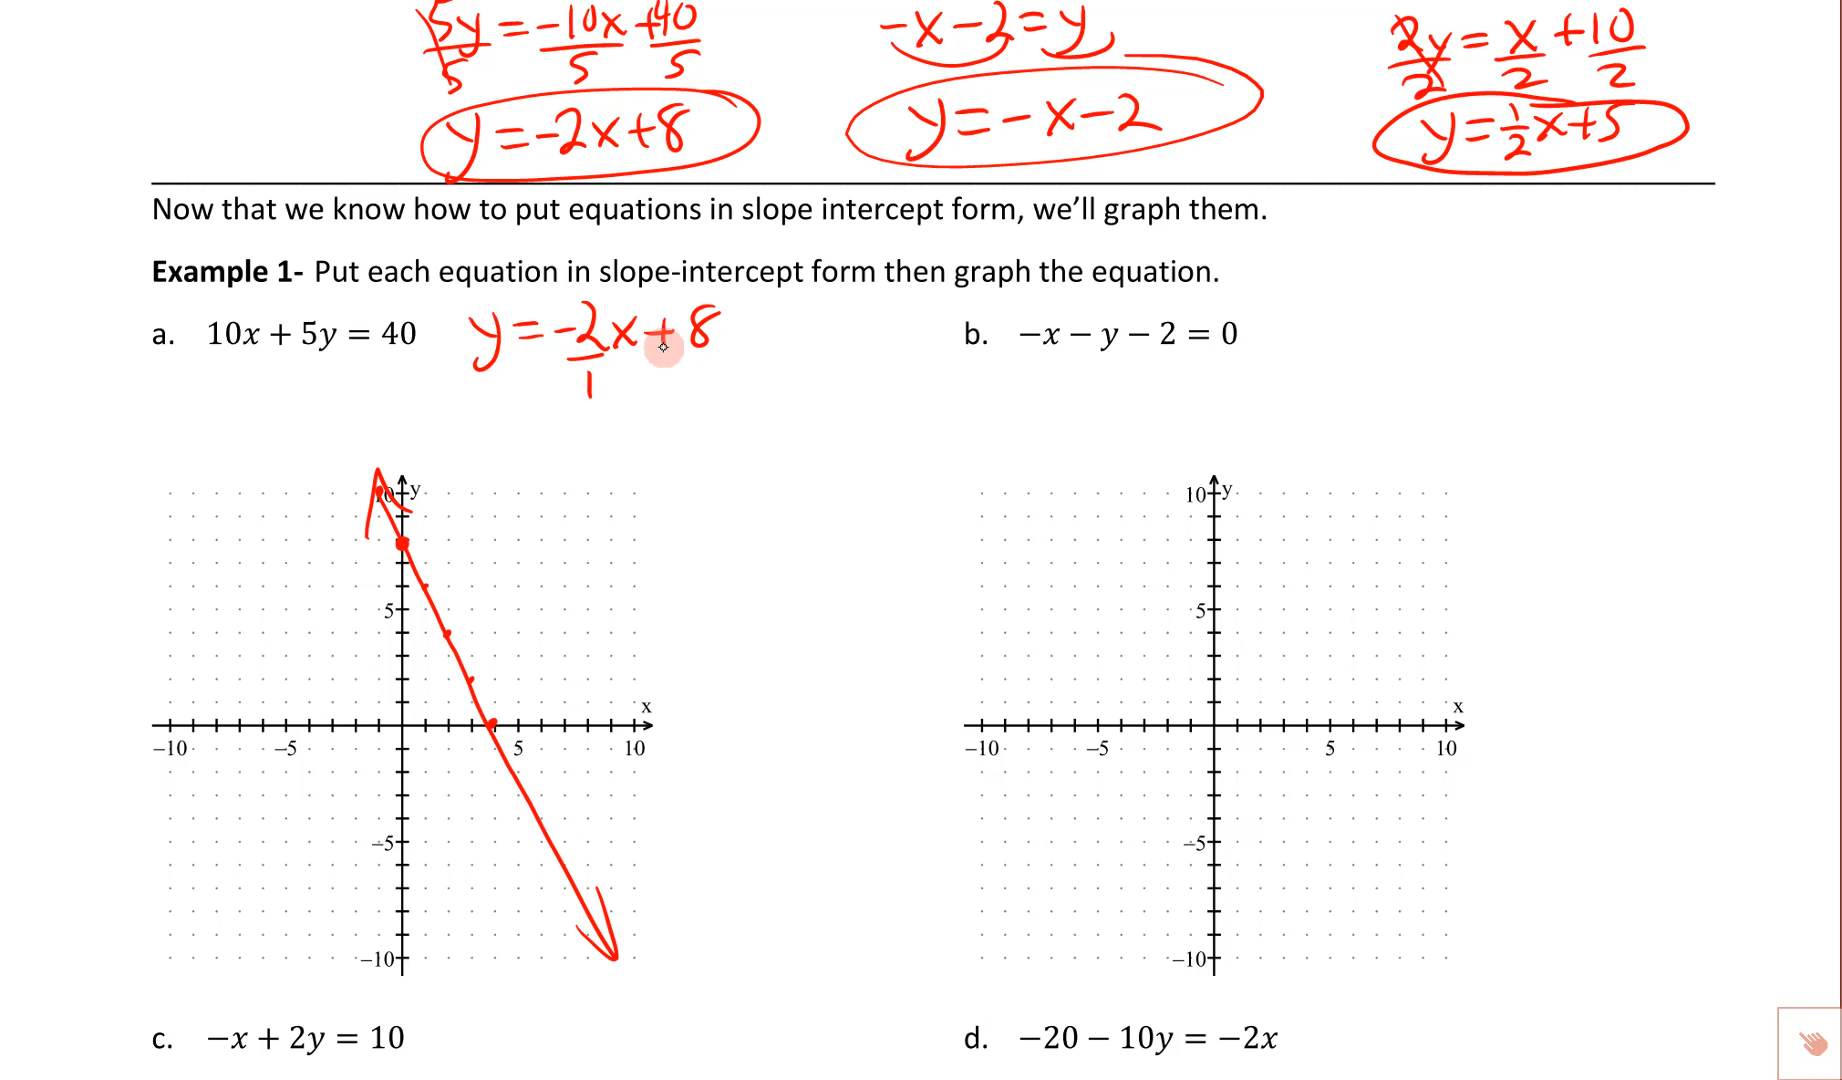 5y = -10x + 40   -x - 2 = y   2y = x + 10
5 5 5   2 2 2
y = -2x + 8   y = -x - 2   y = 1/2 x + 5
Now that we know how to put equations in slope intercept form, we’ll graph them.
Example 1- Put each equation in slope-intercept form then graph the equation.
a. 10x + 5y = 40   y = -2/1 x + 8   b. −x − y − 2 = 0
10 y   10 y
5   5
x   x
−10 −5 5 10   −10 −5 5 10
−5   −5
−10   −10
c. −x + 2y = 10   d. −20 − 10y = −2x